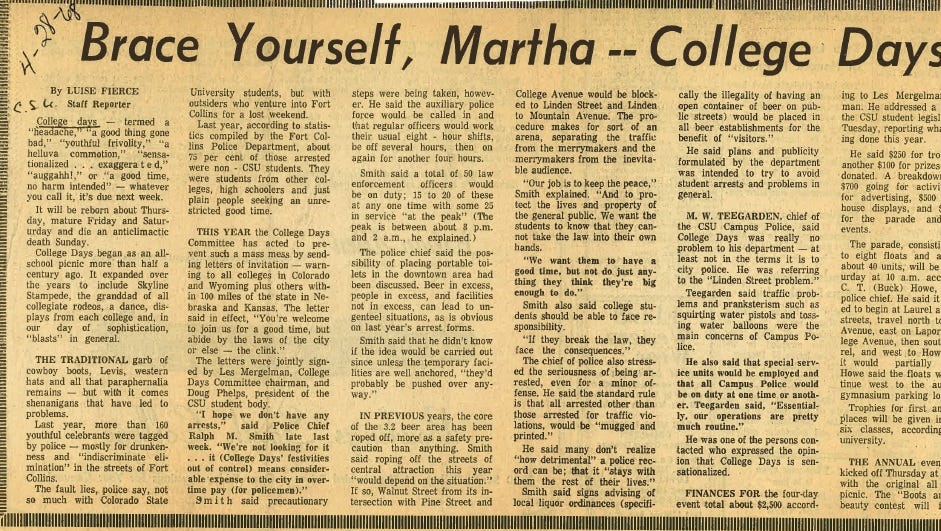 4-28-68
C.S.U.
Brace Yourself, Martha -- College Days
By LUISE FIERCE
Staff Reporter
College days — termed a
"headache," "a good thing gone
bad," "youthful frivolity," "a
helluva commotion," "sensa-
tionalized . . . exaggerated,"
"auggahh!," or "a good time,
no harm intended" — whatever
you call it, it's due next week.
It will be reborn about Thurs-
day, mature Friday and Satur-
urday and die an anticlimactic
death Sunday.
College Days began as an all-
school picnic more than half a
century ago. It expanded over
the years to include Skyline
Stampede, the granddad of all
collegiate rodeos, a dance, dis-
plays from each college and, in
our day of sophistication,
"blasts" in general.
THE TRADITIONAL garb of
cowboy boots, Levis, western
hats and all that paraphernalia
remains — but with it comes
shenanigans that have led to
problems.
Last year, more than 160
youthful celebrants were tagged
by police — mostly for drunken-
ness and "indiscriminate eli-
mination" in the streets of Fort
Collins.
The fault lies, police say, not
so much with Colorado State
University students, but with
outsiders who venture into Fort
Collins for a lost weekend.
Last year, according to statis-
tics compiled by the Fort Col-
lins Police Department, about
75 per cent of those arrested
were non - CSU students. They
were students from other col-
leges, high schoolers and just
plain people seeking an unre-
stricted good time.
THIS YEAR the College Days
Committee has acted to pre-
vent such a mass mess by send-
ing letters of invitation — warn-
ing to all colleges in Colorado
and Wyoming plus others with-
in 100 miles of the state in Ne-
braska and Kansas. The letter
said in effect, "You're welcome
to join us for a good time, but
abide by the laws of the city
or else — the clink."
The letters were jointly signed
by Les Mergelman, College
Days Committee chairman, and
Doug Phelps, president of the
CSU student body.
"I hope we don't have any
arrests," said Police Chief
Ralph M. Smith late last
week. "We're not looking for it
. . . it (College Days' festivities
out of control) means consider-
able expense to the city in over-
time pay (for policemen)."
Smith said precautionary
steps were being taken, howev-
er. He said the auxiliary police
force would be called in and
that regular officers would work
their usual eight - hour shifts,
be off several hours, then on
again for another four hours.
Smith said a total of 50 law
enforcement officers would
be on duty; 15 to 20 of these
at any one time with some 25
in service "at the peak" (The
peak is between about 8 p.m.
and 2 a.m., he explained.)
The police chief said the pos-
sibility of placing portable toi-
lets in the downtown area had
been discussed. Beer in excess,
people in excess, and facilities
not in excess, can lead to un-
genteel situations, as is obvious
on last year's arrest forms.
Smith said that he didn't know
if the idea would be carried out
since unless the temporary faci-
lities are well anchored, "they'd
probably be pushed over any-
way."
IN PREVIOUS years, the core
of the 3.2 beer area has been
roped off, more as a safety pre-
caution than anything. Smith
said roping off the streets of
central attraction this year
"would depend on the situation."
If so, Walnut Street from its in-
tersection with Pine Street and
College Avenue would be block-
ed to Linden Street and Linden
to Mountain Avenue. The pro-
cedure makes for sort of an
arena, separating the traffic
from the merrymakers and the
merrymakers from the inevita-
ble audience.
"Our job is to keep the peace,"
Smith explained. "And to pro-
tect the lives and property of
the general public. We want the
students to know that they can-
not take the law into their own
hands.
"We want them to have a
good time, but not do just any-
thing they think they're big
enough to do."
Smith also said college stu-
dents should be able to face re-
sponsibility.
"If they break the law, they
face the consequences."
The chief of police also stress-
ed the seriousness of being ar-
rested, even for a minor of-
fense. He said the standard rule
is that all arrested other than
those arrested for traffic vio-
lations, would be "mugged and
printed."
He said many don't realize
"how detrimental" a police rec-
ord can be; that it "stays with
them the rest of their lives."
Smith said signs advising of
local liquor ordinances (specifi-
cally the illegality of having an
open container of beer on pub-
lic streets) would be placed in
all beer establishments for the
benefit of "visitors."
He said plans and publicity
formulated by the department
was intended to try to avoid
student arrests and problems in
general.
M. W. TEEGARDEN, chief of
the CSU Campus Police, said
College Days was really no
problem to his department — at
least not in the terms it is to
city police. He was referring
to the "Linden Street problem."
Teegarden said traffic prob-
lems and pranksterism such as
squirting water pistols and toss-
ing water balloons were the
main concerns of Campus Po-
lice.
He also said that special serv-
ice units would be employed and
that all Campus Police would
be on duty at one time or anoth-
er. Teegarden said, "Essential-
ly, our operations are pretty
much routine."
He was one of the persons con-
tacted who expressed the opin-
ion that College Days is sen-
sationalized.
FINANCES FOR the four-day
event total about $2,500 accord-
ing to Les Mergelma
man. He addressed a
the CSU student legisl
Tuesday, reporting wha
ing done this year.
He said $250 for tro
another $100 for prizes
donated. A breakdow
$700 going for activi
for advertising, $500
house displays, and $
for the parade and
events.
The parade, consisti
to eight floats and a
about 40 units, will be
urday at 10 a.m. acc
C. T. (Buck) Howe,
police chief. He said it
ed to begin at Laurel a
streets, travel north t
Avenue, east on Lapor
lege Avenue, then sout
rel, and west to How
it would partially
Howe said the floats w
tinue west to the au
gymnasium parking lo
Trophies for first an
places will be given i
six classes, accordin
university.
THE ANNUAL even
kicked off Thursday at
with the original all
picnic. The "Boots a
beauty contest will